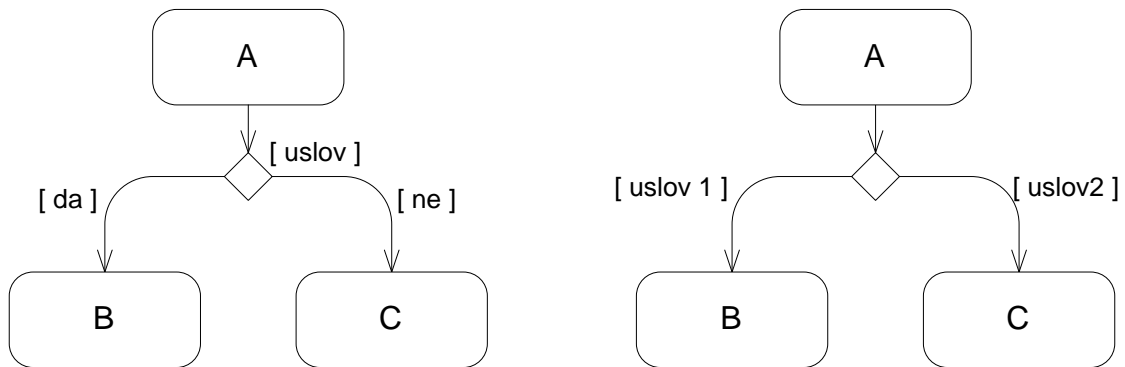 A
[ uslov ]
[ da ]
[ ne ]
B
C
A
[ uslov 1 ]
[ uslov2 ]
B
C